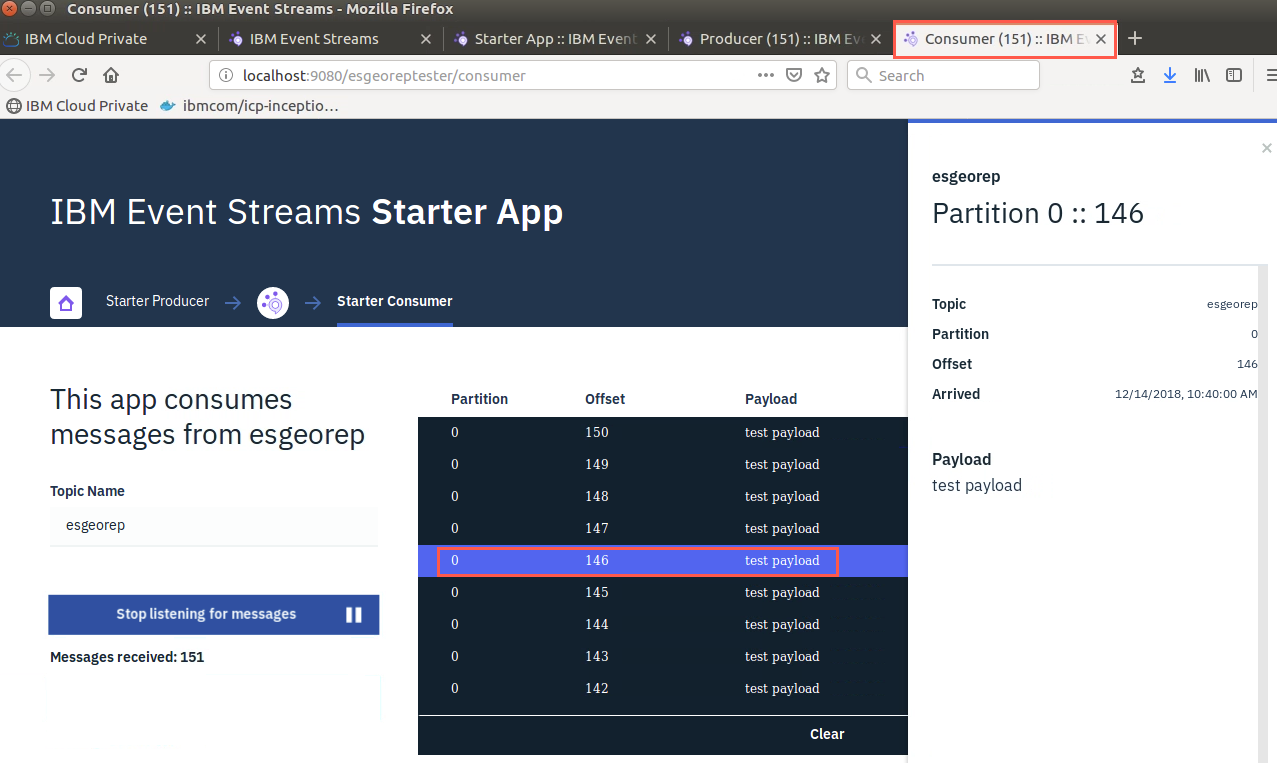 Consumer (151) :: IBM Event Streams - Mozilla Firefox
IBM Cloud Private
IBM Event Streams
Starter App :: IBM Event
Producer (151) :: IBM Ev
Consumer (151) :: IBM Ev
localhost:9080/esgeoreptester/consumer
Search
IBM Cloud Private
ibmcom/icp-inceptio…
IBM Event Streams Starter App
Starter Producer
Starter Consumer
This app consumes
messages from esgeorep
Topic Name
esgeorep
Stop listening for messages
Messages received: 151
Partition Offset Payload
0 150 test payload
0 149 test payload
0 148 test payload
0 147 test payload
0 146 test payload
0 145 test payload
0 144 test payload
0 143 test payload
0 142 test payload
Clear
esgeorep
Partition 0 :: 146
Topic esgeorep
Partition 0
Offset 146
Arrived 12/14/2018, 10:40:00 AM
Payload
test payload